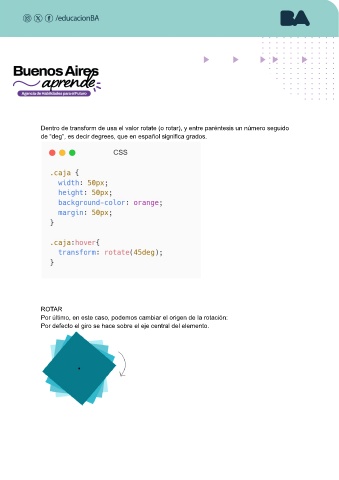 /educacionBA
BA
Buenos Aires
aprende
Agencia de Habilidades para el Futuro
Dentro de transform de usa el valor rotate (o rotar), y entre paréntesis un número seguido
de “deg”, es decir degrees, que en español significa grados.
CSS
.caja {
width: 50px;
height: 50px;
background-color: orange;
margin: 50px;
}
.caja:hover{
transform: rotate(45deg);
}
ROTAR
Por último, en este caso, podemos cambiar el origen de la rotación:
Por defecto el giro se hace sobre el eje central del elemento.